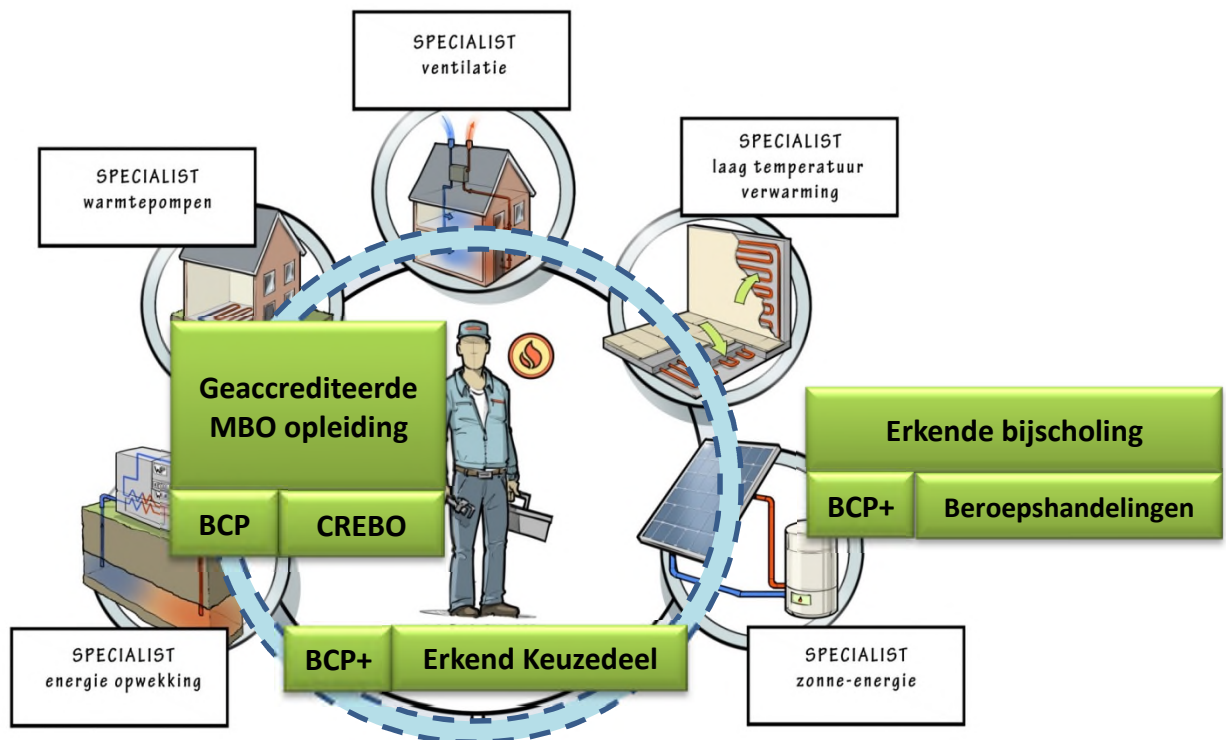 SPECIALIST
ventilatie
SPECIALIST
laag temperatuur
verwarming
SPECIALIST
warmtepompen
Geaccrediteerde
MBO opleiding
BCP
CREBO
Erkende bijscholing
BCP+
Beroepshandelingen
WP
BCP+
Erkend Keuzedeel
SPECIALIST
energie opwekking
SPECIALIST
zonne-energie